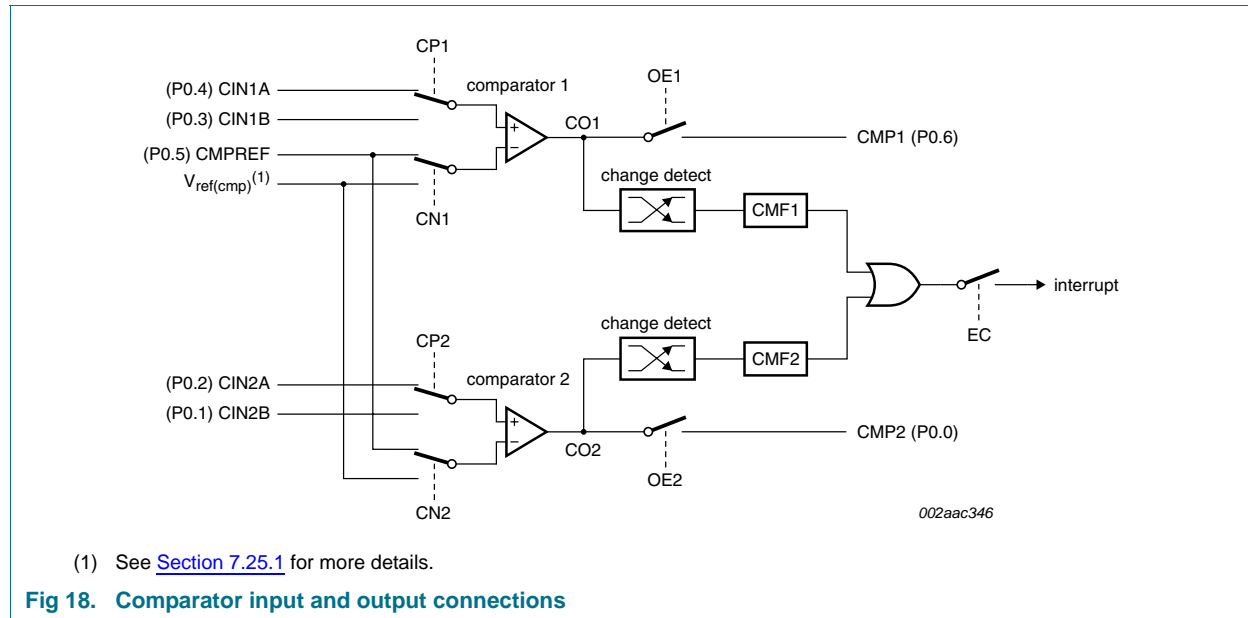 CP1
OE1
(P0.4) CIN1A
comparator 1
(P0.3) CIN1B
CO1
CMP1 (P0.6)
(P0.5) CMPREF
Vref(cmp)(1)
change detect
CMF1
CN1
interrupt
EC
change detect
CMF2
CP2
(P0.2) CIN2A
comparator 2
(P0.1) CIN2B
CO2
CMP2 (P0.0)
OE2
CN2
002aac346
(1) See Section 7.25.1 for more details.
Fig 18. Comparator input and output connections